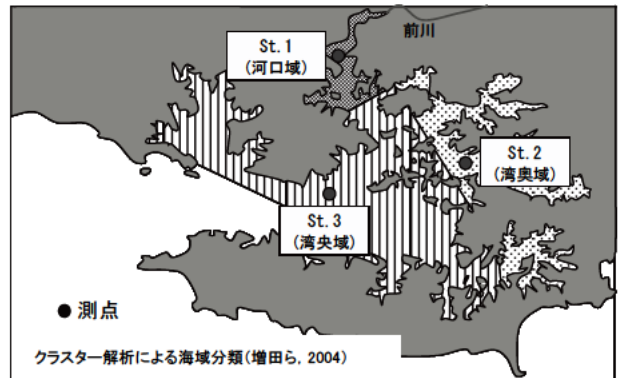 前川
St.1
(河口域)
St.2
(湾奥域)
St.3
(湾央域)
●測点
クラスター解析による海域分類(増田ら, 2004)